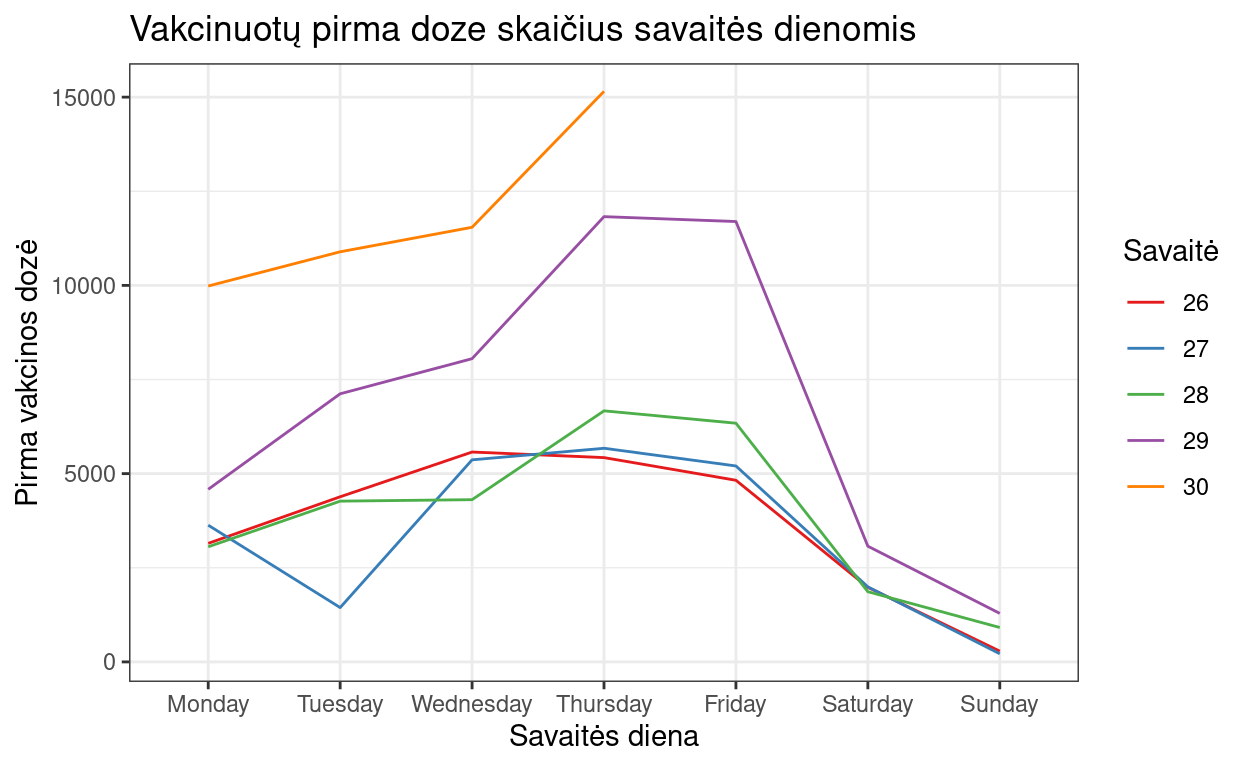 Vakcinuotų pirma doze skaičius savaitės dienomis
Pirma vakcinos dozė
15000
10000
5000
0
Monday Tuesday Wednesday Thursday Friday Saturday Sunday
Savaitės diena
Savaitė
26
27
28
29
30